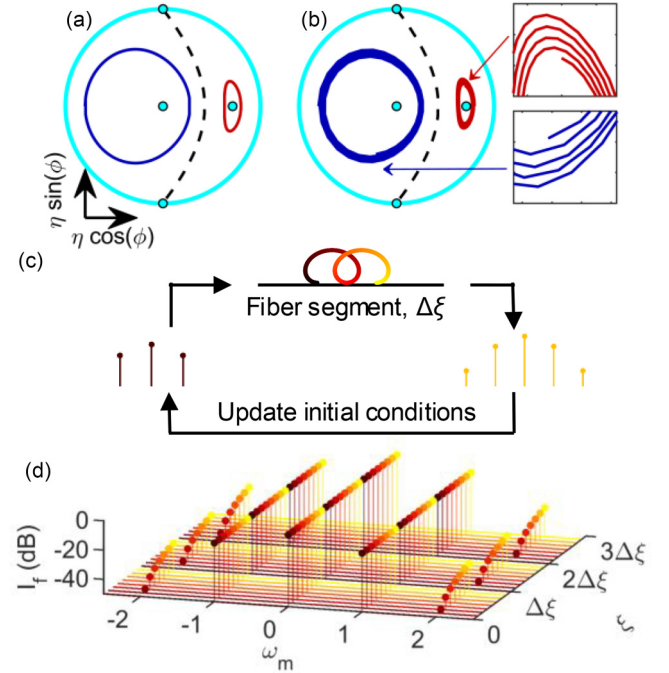 (a)
(b)
η sin(ϕ)
η cos(ϕ)
(c)
Fiber segment, Δξ
Update initial conditions
(d)
I_f (dB)
0
-20
-40
-2
-1
0
1
2
ω_m
0
Δξ
2Δξ
3Δξ
ξ